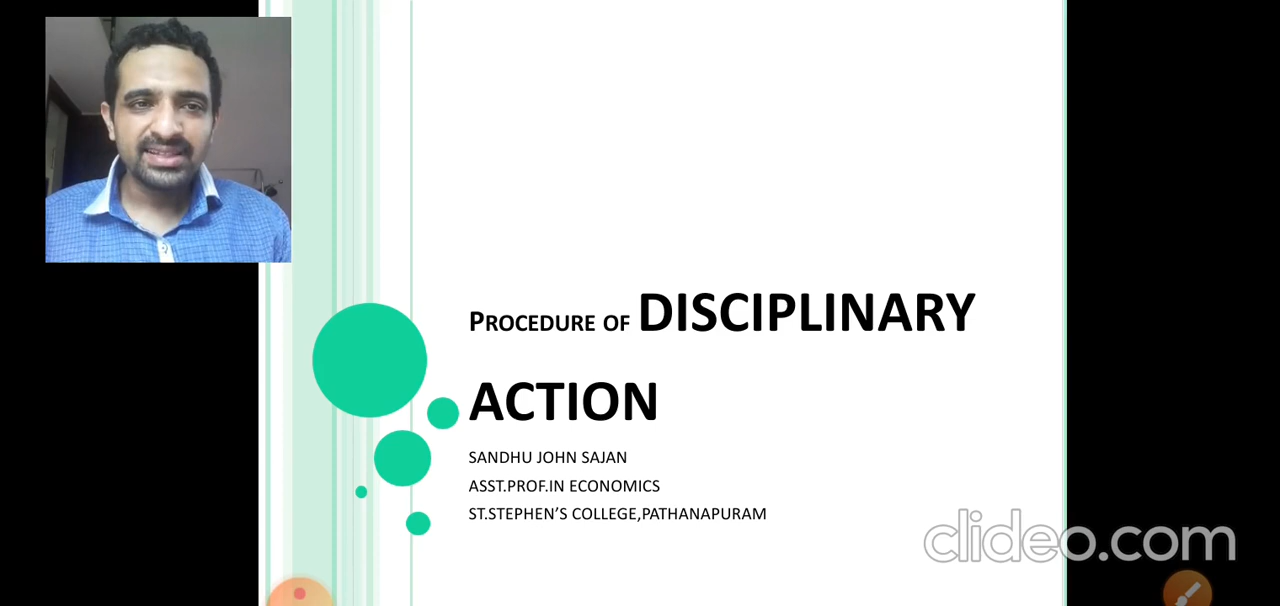 PROCEDURE OF DISCIPLINARY
ACTION
SANDHU JOHN SAJAN
ASST.PROF.IN ECONOMICS
ST.STEPHEN'S COLLEGE,PATHANAPURAM
clideo.com